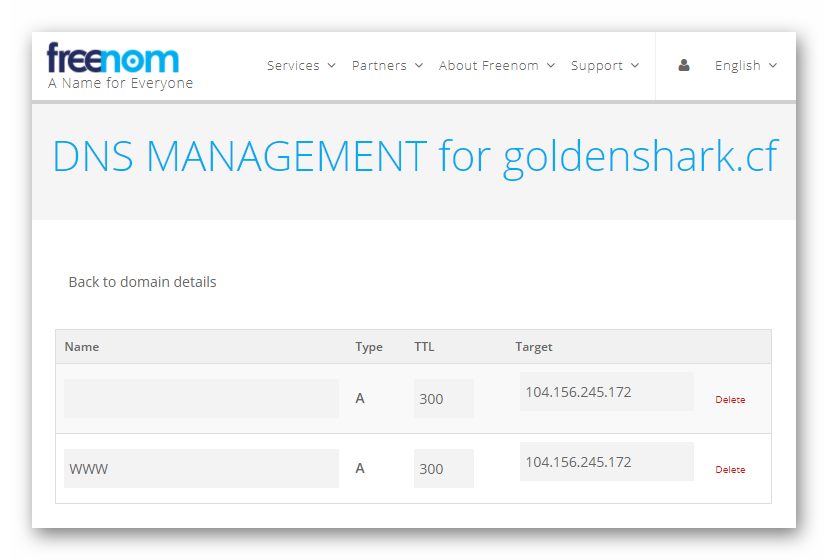 freenom
A Name for Everyone
Services Partners About Freenom Support English
DNS MANAGEMENT for goldenshark.cf
Back to domain details
Name Type TTL Target
A 300 104.156.245.172 Delete
WWW A 300 104.156.245.172 Delete